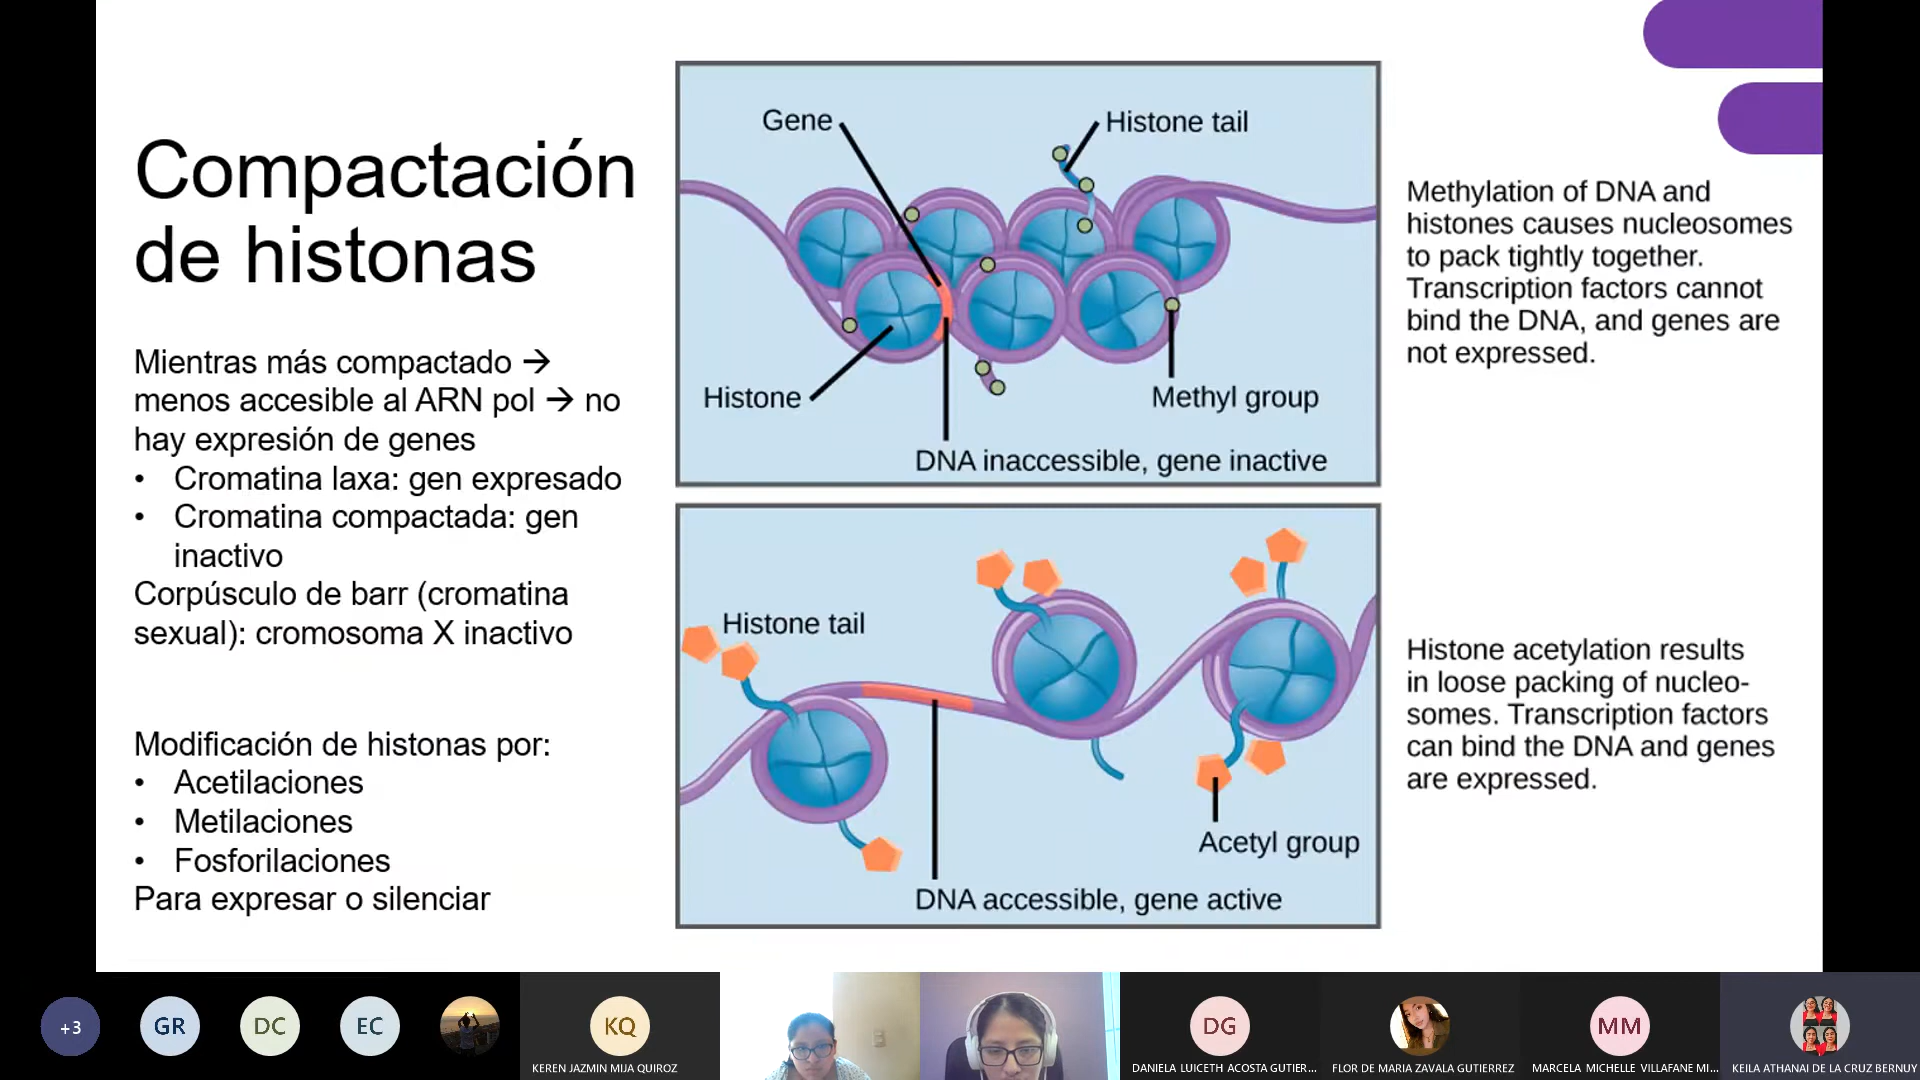 Compactación
de histonas
Mientras más compactado →
menos accesible al ARN pol → no
hay expresión de genes
• Cromatina laxa: gen expresado
• Cromatina compactada: gen
inactivo
Corpúsculo de barr (cromatina
sexual): cromosoma X inactivo
Modificación de histonas por:
• Acetilaciones
• Metilaciones
• Fosforilaciones
Para expresar o silenciar
Gene
Histone tail
Histone
Methyl group
DNA inaccessible, gene inactive
Methylation of DNA and
histones causes nucleosomes
to pack tightly together.
Transcription factors cannot
bind the DNA, and genes are
not expressed.
Histone tail
Acetyl group
DNA accessible, gene active
Histone acetylation results
in loose packing of nucleo-
somes. Transcription factors
can bind the DNA and genes
are expressed.
+3
GR
DC
EC
KQ
KEREN JAZMIN MIJA QUIROZ
DG
DANIELA LUICETH ACOSTA GUTIER...
FLOR DE MARIA ZAVALA GUTIERREZ
MM
MARCELA MICHELLE VILLAFANE MI...
KEILA ATHANAI DE LA CRUZ BERNUY